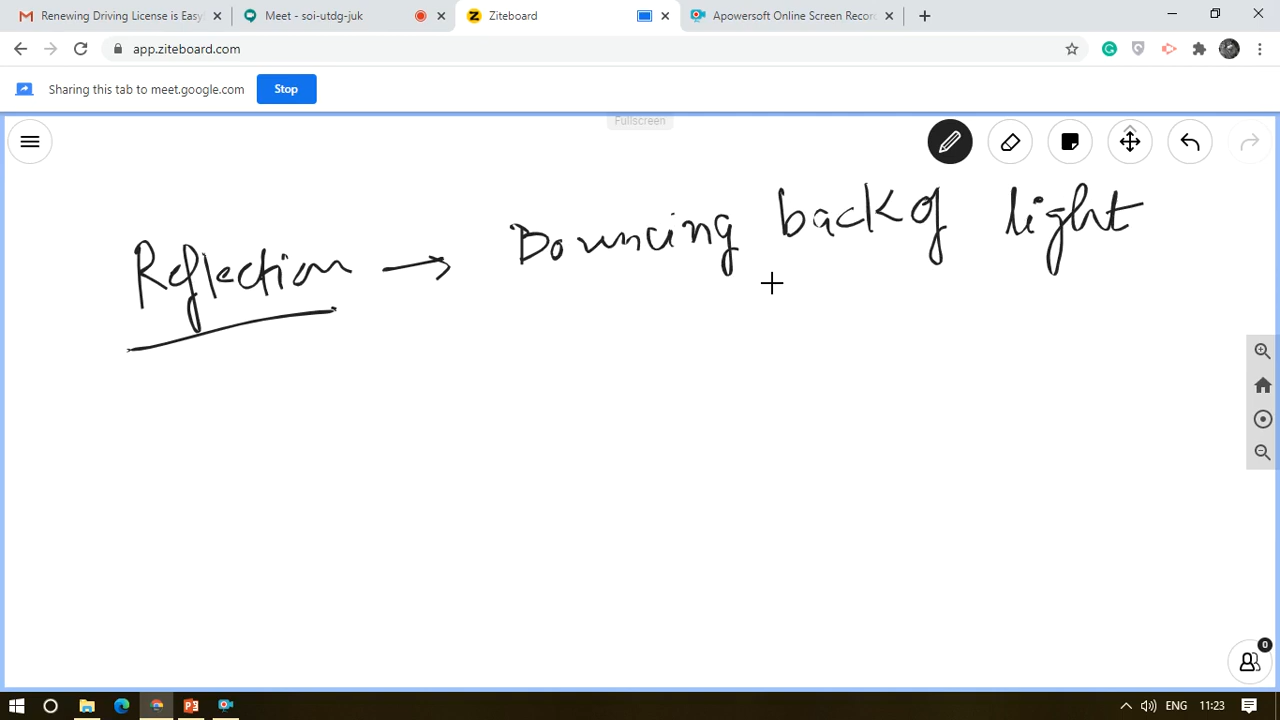 Renewing Driving License is Easy
Meet - soi-utdg-juk
Ziteboard
Apowersoft Online Screen Recor
app.ziteboard.com
Sharing this tab to meet.google.com
Stop
Fullscreen
Reflection → Bouncing back of light
0
ENG
11:23